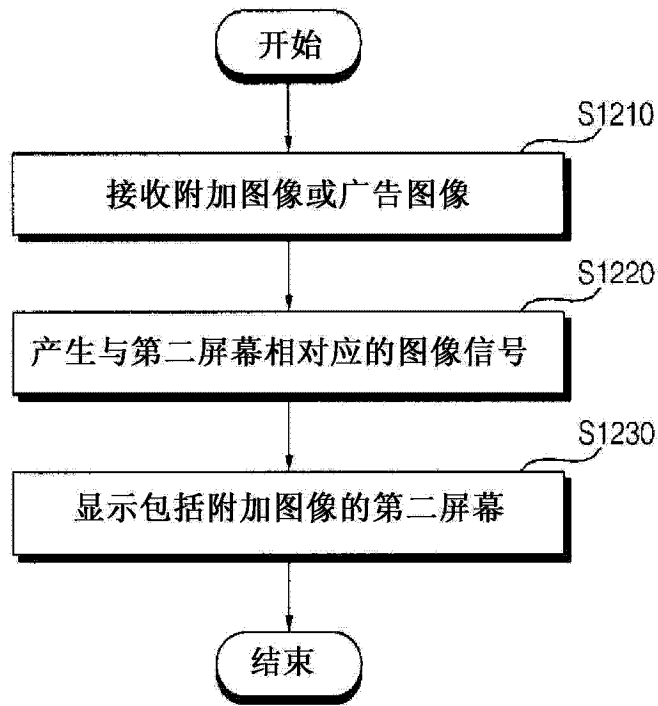 开始
S1210
接收附加图像或广告图像
S1220
产生与第二屏幕相对应的图像信号
S1230
显示包括附加图像的第二屏幕
结束